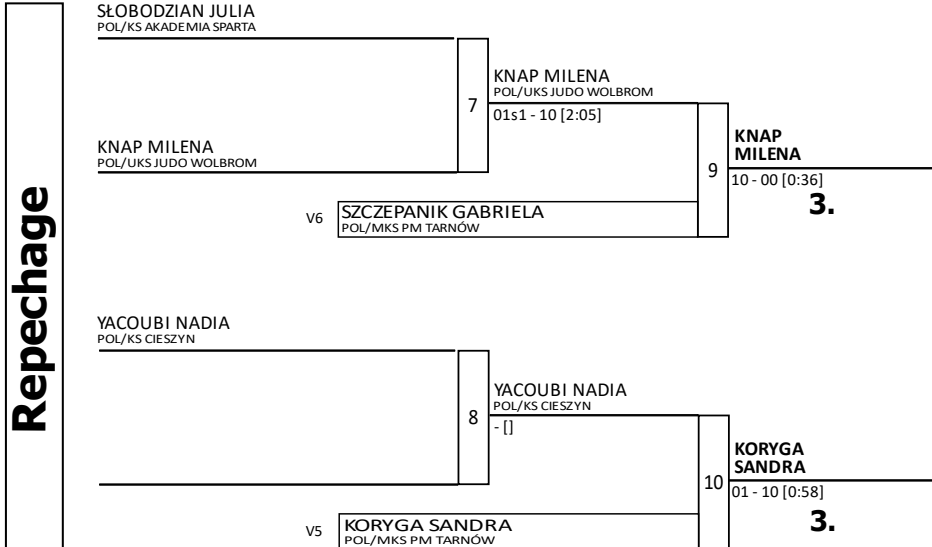 Repechage
SŁOBODZIAN JULIA
POL/KS AKADEMIA SPARTA
7
KNAP MILENA
POL/UKS JUDO WOLBROM
01s1 - 10 [2:05]
KNAP MILENA
POL/UKS JUDO WOLBROM
9
KNAP
MILENA
10 - 00 [0:36]
3.
V6
SZCZEPANIK GABRIELA
POL/MKS PM TARNÓW
YACOUBI NADIA
POL/KS CIESZYN
8
YACOUBI NADIA
POL/KS CIESZYN
- []
10
KORYGA
SANDRA
01 - 10 [0:58]
3.
V5
KORYGA SANDRA
POL/MKS PM TARNÓW